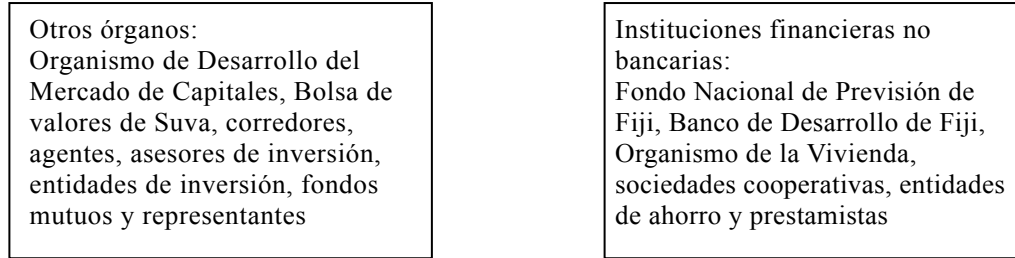 Otros órganos:
Organismo de Desarrollo del
Mercado de Capitales, Bolsa de
valores de Suva, corredores,
agentes, asesores de inversión,
entidades de inversión, fondos
mutuos y representantes
Instituciones financieras no
bancarias:
Fondo Nacional de Previsión de
Fiji, Banco de Desarrollo de Fiji,
Organismo de la Vivienda,
sociedades cooperativas, entidades
de ahorro y prestamistas